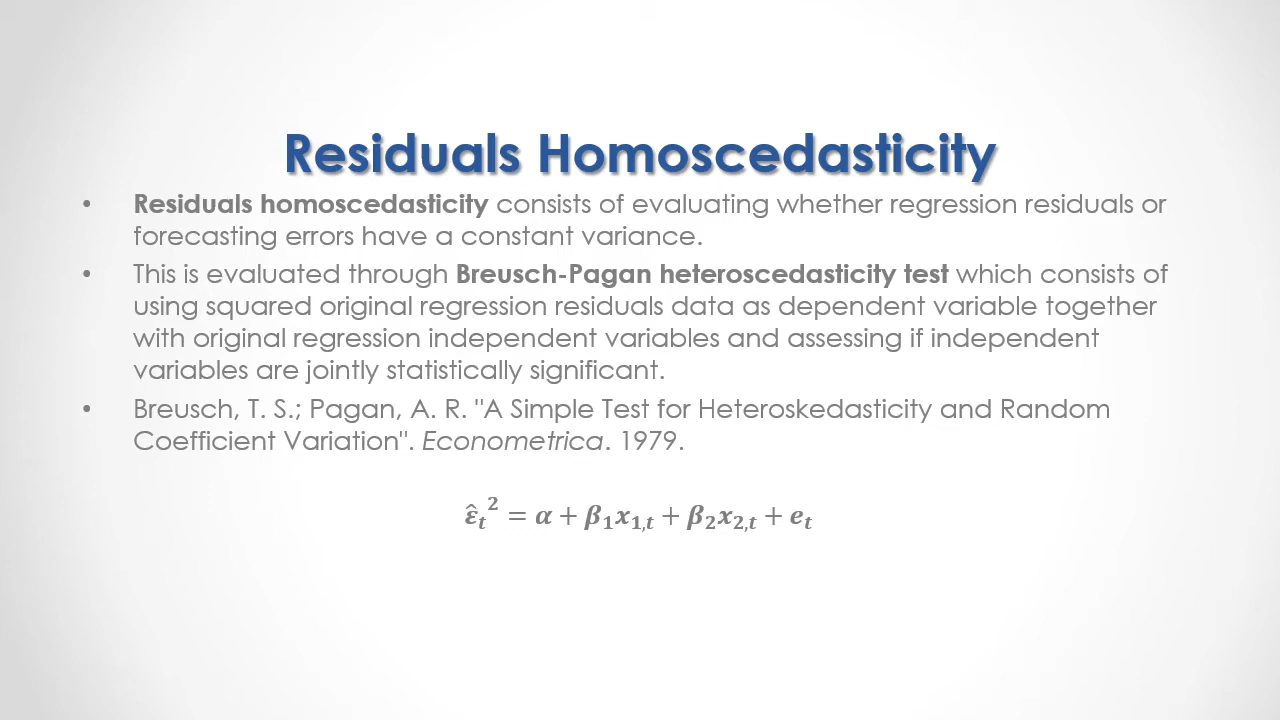 Residuals Homoscedasticity
• Residuals homoscedasticity consists of evaluating whether regression residuals or
forecasting errors have a constant variance.
• This is evaluated through Breusch-Pagan heteroscedasticity test which consists of
using squared original regression residuals data as dependent variable together
with original regression independent variables and assessing if independent
variables are jointly statistically significant.
• Breusch, T. S.; Pagan, A. R. "A Simple Test for Heteroskedasticity and Random
Coefficient Variation". Econometrica. 1979.
ε̂ₜ² = α + β₁x₁,ₜ + β₂x₂,ₜ + eₜ